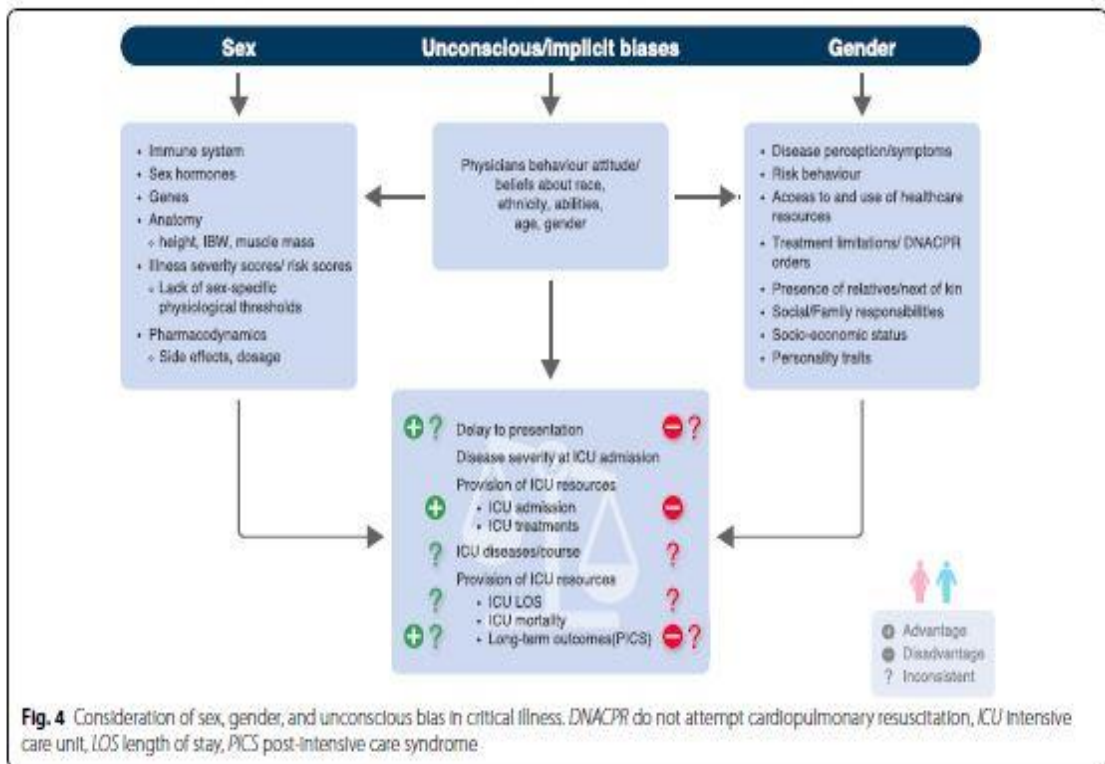 Sex
Unconscious/implicit biases
Gender
• Immune system
• Sex hormones
• Genes
• Anatomy
∘ height, IBW, muscle mass
• Illness severity scores/ risk scores
∘ Lack of sex-specific
physiological thresholds
• Pharmacodynamics
∘ Side effects, dosage
Physicians behaviour attitude/
beliefs about race,
ethnicity, abilities,
age, gender
• Disease perception/symptoms
• Risk behaviour
• Access to and use of healthcare
resources
• Treatment limitations/ DNACPR
orders
• Presence of relatives/next of kin
• Social/Family responsibilities
• Socio-economic status
• Personality traits
+ ? Delay to presentation − ?
Disease severity at ICU admission
Provision of ICU resources
+ • ICU admission −
• ICU treatments
? ICU diseases/course ?
Provision of ICU resources
? • ICU LOS ?
• ICU mortality
+ ? • Long-term outcomes(PICS) − ?
+ Advantage
− Disadvantage
? Inconsistent
Fig. 4 Consideration of sex, gender, and unconscious bias in critical illness. DNACPR do not attempt cardiopulmonary resuscitation, ICU intensive
care unit, LOS length of stay, PICS post-intensive care syndrome